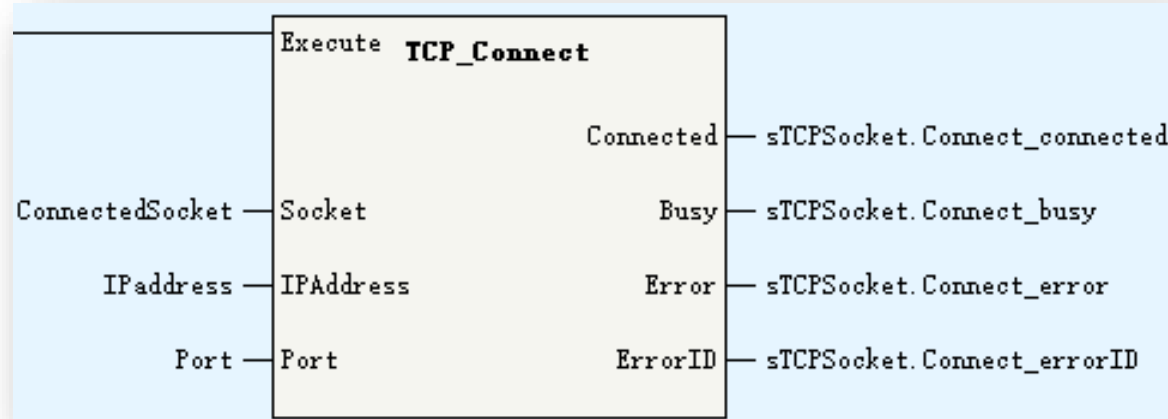 Execute TCP_Connect
Connected sTCPSocket.Connect_connected
ConnectedSocket Socket Busy sTCPSocket.Connect_busy
IPaddress IPAddress Error sTCPSocket.Connect_error
Port Port ErrorID sTCPSocket.Connect_errorID